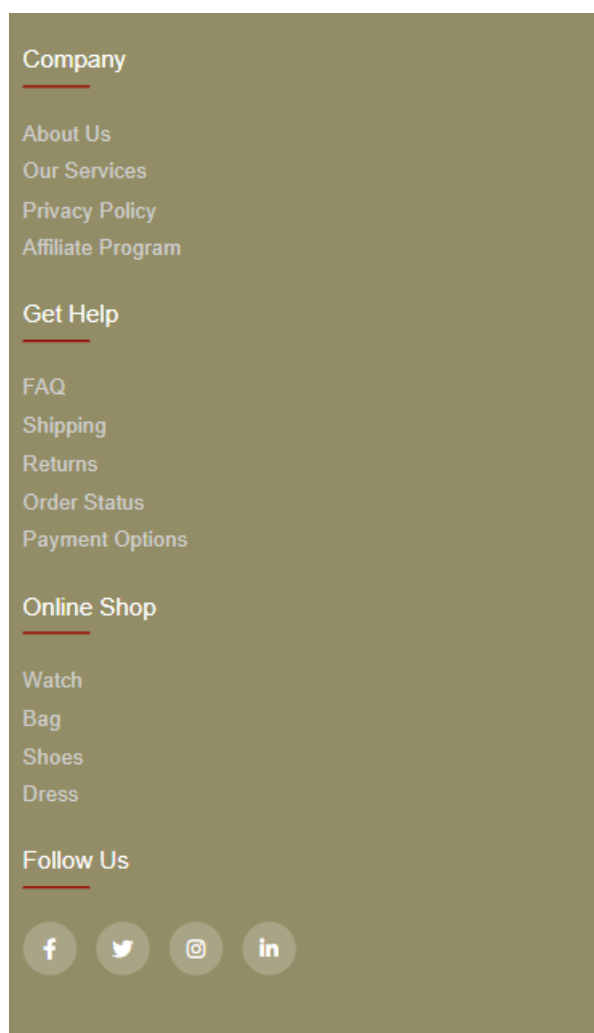 Company
About Us
Our Services
Privacy Policy
Affiliate Program
Get Help
FAQ
Shipping
Returns
Order Status
Payment Options
Online Shop
Watch
Bag
Shoes
Dress
Follow Us